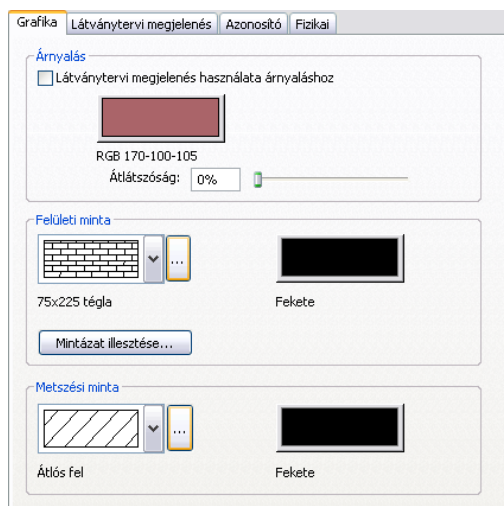 Grafika Látványtervi megjelenés Azonosító Fizikai
Árnyalás
Látványtervi megjelenés használata árnyaláshoz
RGB 170-100-105
Átlátszóság: 0%
Felületi minta
...
75x225 tégla Fekete
Mintázat illesztése...
Metszési minta
...
Átlós fel Fekete